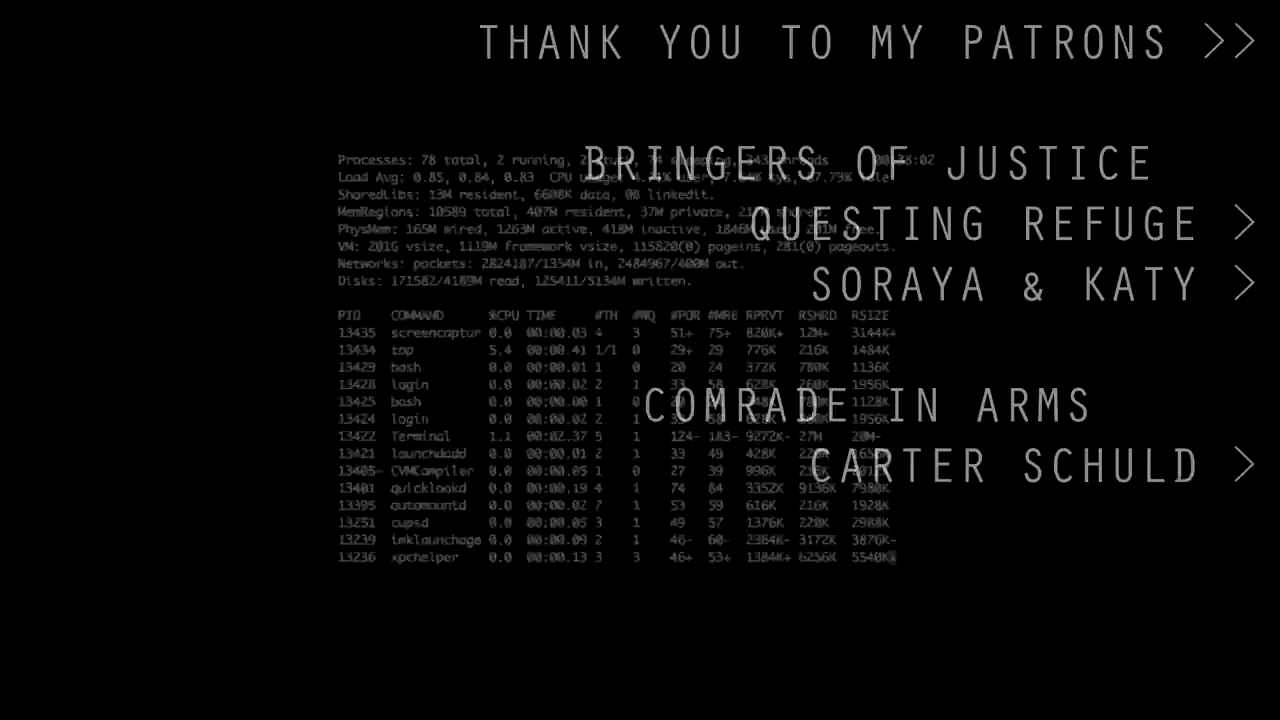 THANK YOU TO MY PATRONS >>
BRINGERS OF JUSTICE
QUESTING REFUGE >
SORAYA & KATY >
COMRADE IN ARMS
CARTER SCHULD >
Processes: 78 total, 2 running, threads
Load Avg: 0.85, 0.84, 0.83 CPU
SharedLibs: 13M resident, 6608K data, 0B linkedit.
MemRegions: 10589 total, 407M resident, 37M private,
PhysMem: 165M wired, 1263M active, 418M inactive,
VM: 201G vsize, 1119M framework vsize, 115820(0) pageins, 281(0) pageouts.
Networks: packets: 2824187/1354M in, 2484967/400M out.
Disks: 171582/4189M read, 125411/5134M written.
PID COMMAND %CPU TIME #TH #WQ #POR #MRE RPRVT RSHRD RSIZE
13435 screencaptur 0.0 00:00.03 4 3 51+ 75+ 820K+ 12M+ 3144K+
13434 top 5.4 00:00.41 1/1 0 29+ 29 776K 216K 1484K
13429 bash 0.0 00:00.01 1 0 20 24 372K 780K 1136K
13428 login 0.0 00:00.02 2 1 33 58 260K 1956K
13425 bash 0.0 00:00.00 1 0 1128K
13424 login 0.0 00:00.02 2 1 1956K
13422 Terminal 1.1 00:02.37 5 1 124- 183- 9272K- 27M 20M-
13421 launchdadd 0.0 00:00.01 2 1 33 49 428K
13405- CVMCompiler 0.0 00:00.05 1 0 27 39 996K
13401 quicklookd 0.0 00:00.19 4 1 74 84 3352K 9136K 7980K
13395 automountd 0.0 00:00.02 7 1 53 59 616K 216K 1928K
13251 cupsd 0.0 00:00.05 3 1 49 57 1376K 220K 2988K
13239 imklaunchage 0.0 00:00.09 2 1 46- 60- 2364K- 3172K 3876K-
13236 xpchelper 0.0 00:00.13 3 3 46+ 53+ 1384K+ 6256K 5540K+